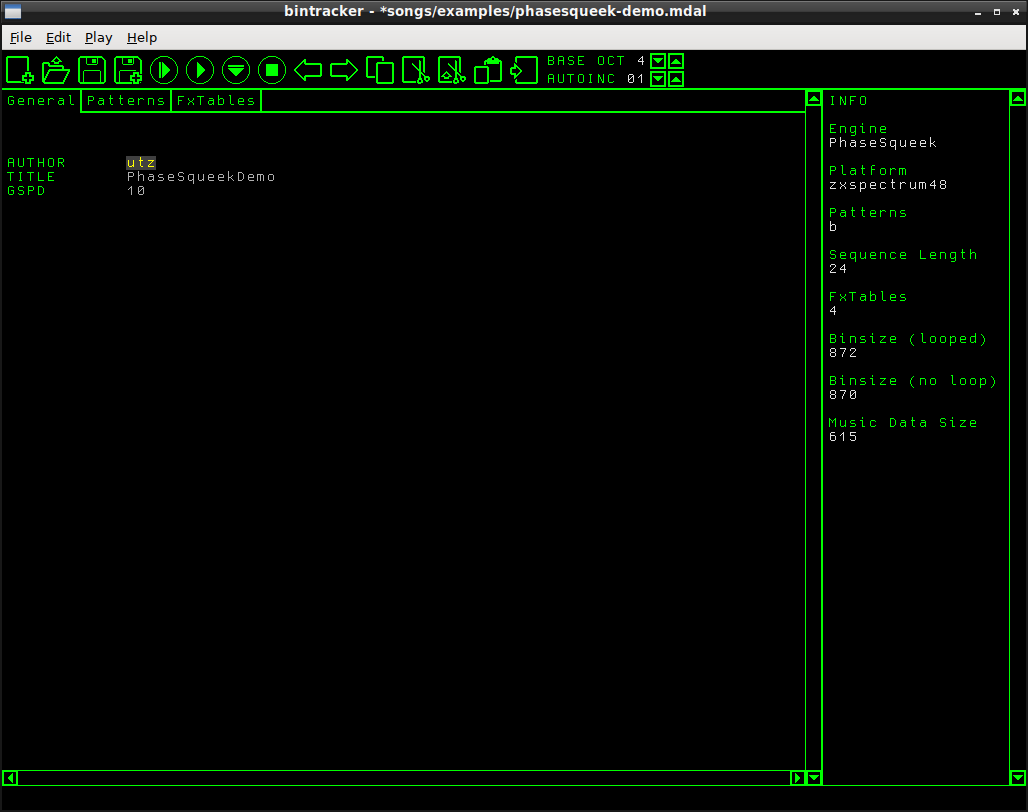 bintracker - *songs/examples/phasesqueek-demo.mdal
File Edit Play Help
BASE OCT 4
AUTOINC 01
General Patterns FxTables
AUTHOR utz
TITLE PhaseSqueekDemo
GSPD 10
INFO
Engine
PhaseSqueek
Platform
zxspectrum48
Patterns
b
Sequence Length
24
FxTables
4
Binsize (looped)
872
Binsize (no loop)
870
Music Data Size
615